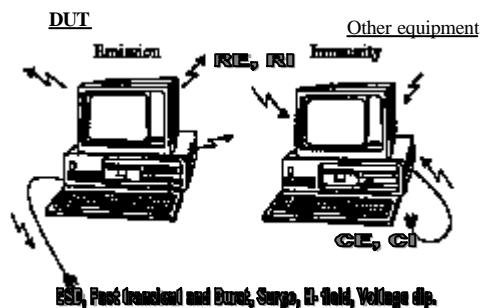 DUT
Other equipment
Emission
Immunity
RE, RI
CE, CI
ESD, Fast transient and Burst, Surge, H- field, Voltage dip.